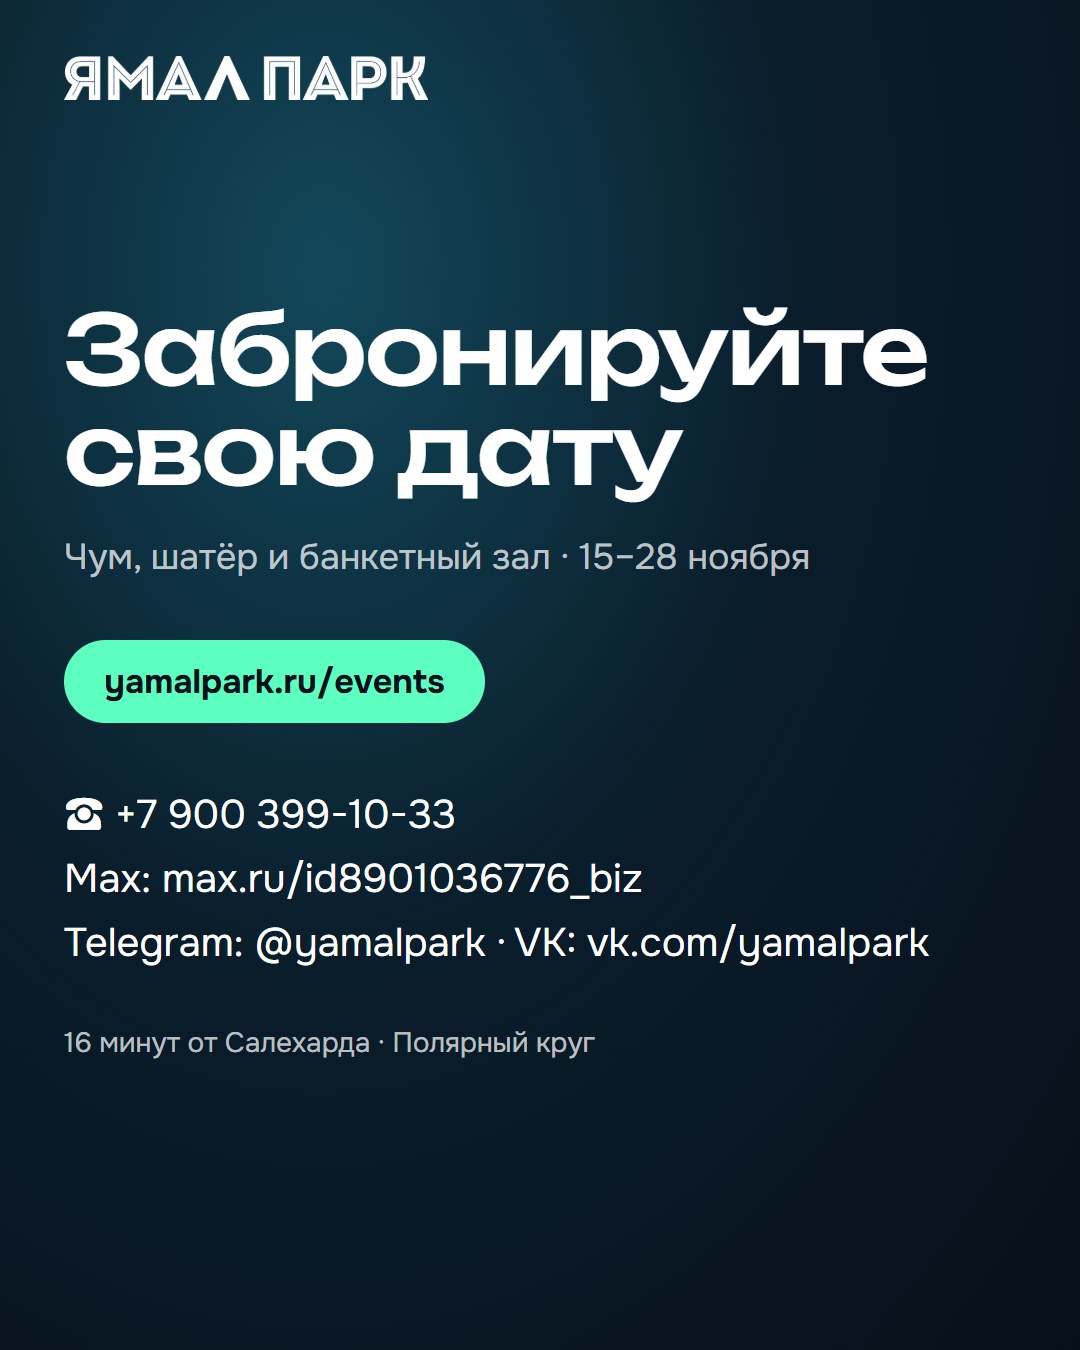 ЯМАЛ ПАРК
Забронируйте
свою дату
Чум, шатёр и банкетный зал · 15–28 ноября
yamalpark.ru/events
☎ +7 900 399-10-33
Max: max.ru/id8901036776_biz
Telegram: @yamalpark · VK: vk.com/yamalpark
16 минут от Салехарда · Полярный круг